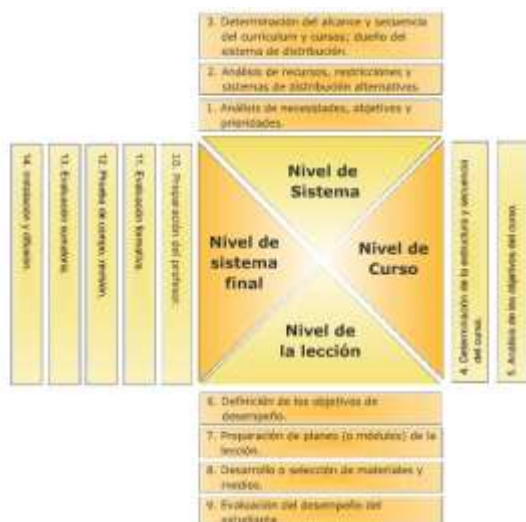 3. Determinación del alcance y secuencia
del curriculum y cursos; dueño del
sistema de distribución.
2. Análisis de recursos, restricciones y
sistemas de distribución alternativos.
1. Análisis de necesidades, objetivos y
prioridades.
14. Instalación y difusión.
13. Evaluación sumatoria.
12. Prueba de campo, revisión.
11. Evaluación formativa.
10. Preparación del profesor.
Nivel de
Sistema
Nivel de
sistema
final
Nivel de
Curso
Nivel de
la lección
4. Determinación de la estructura y secuencia
del curso.
5. Análisis de los objetivos del curso.
6. Definición de los objetivos de
desempeño.
7. Preparación de planes (o módulos) de la
lección.
8. Desarrollo o selección de materiales y
medios.
9. Evaluación del desempeño del
estudiante.